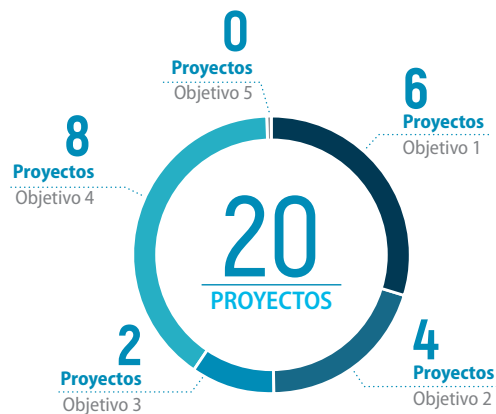 0
Proyectos
Objetivo 5
6
Proyectos
Objetivo 1
8
Proyectos
Objetivo 4
20
PROYECTOS
2
Proyectos
Objetivo 3
4
Proyectos
Objetivo 2